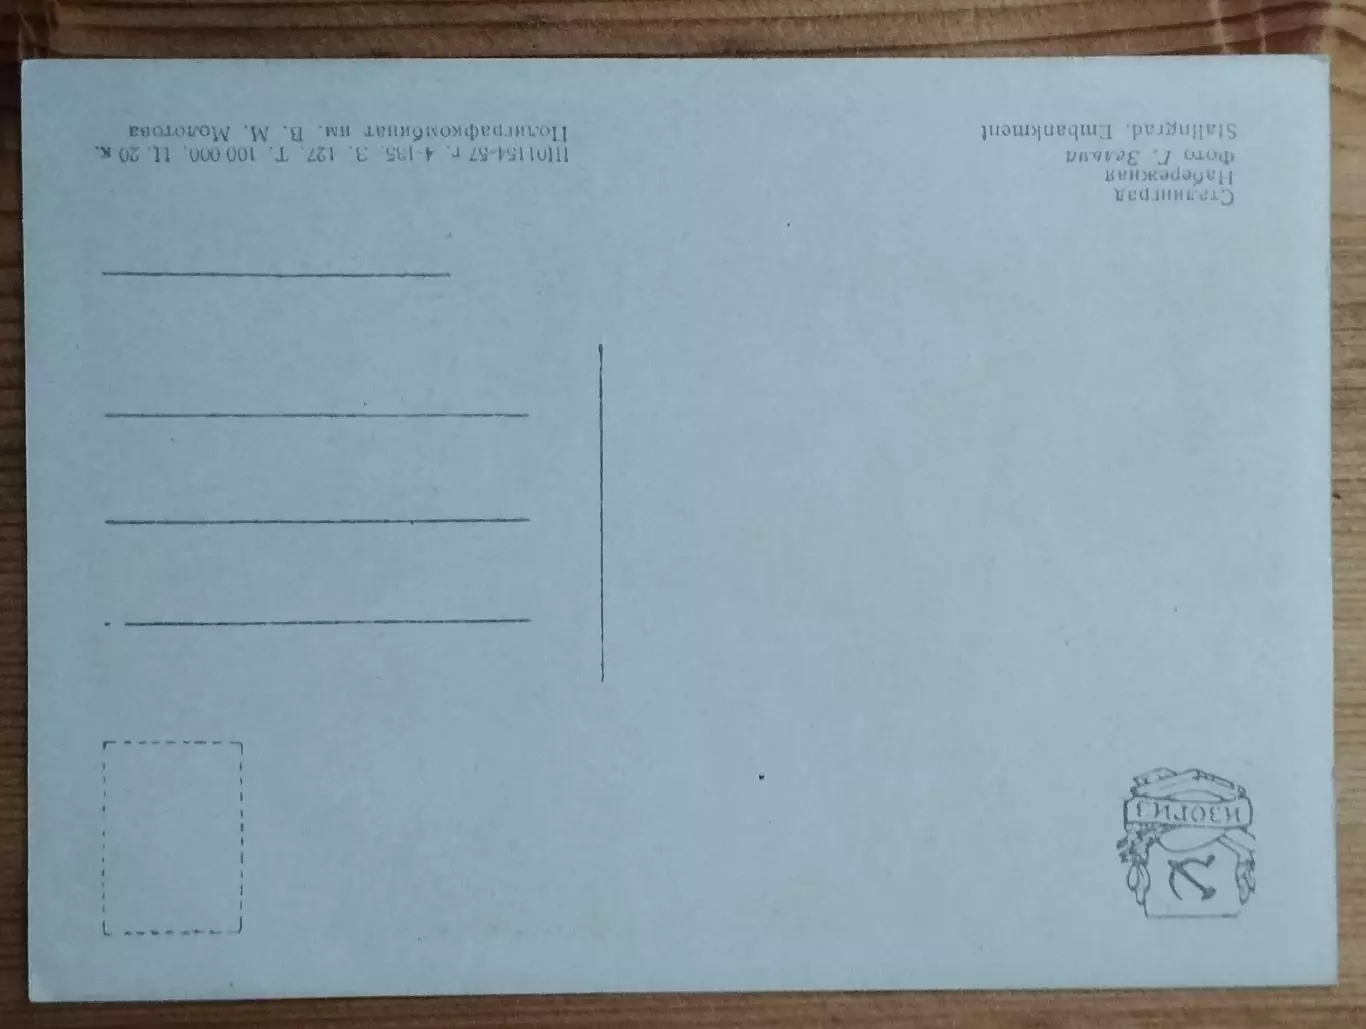 ИЗОГИЗ
Сталинград
Набережная
Фото Г. Зельма
Stalingrad. Embankment
Ш01154-57 г. 4-135. З. 127. Т. 100 000, Ц. 20 к.
Полиграфкомбинат им. В. М. Молотова